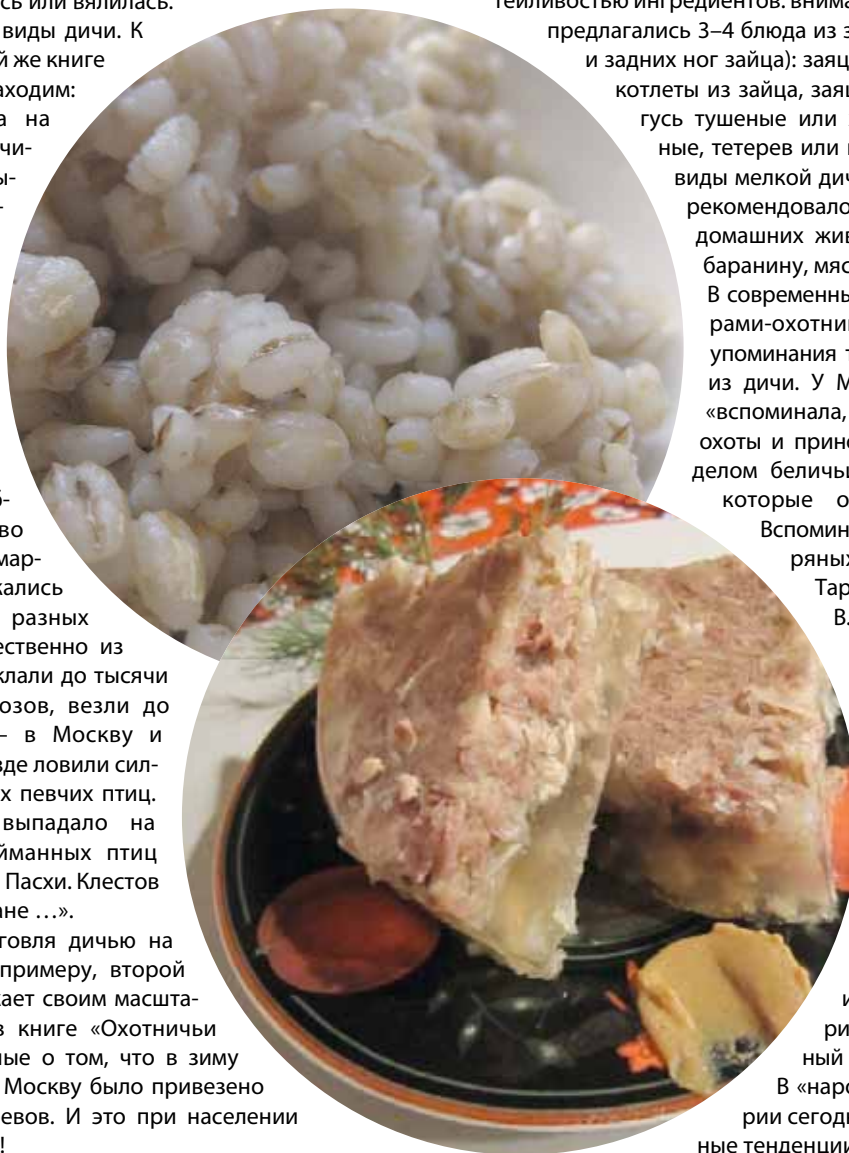 сь или вялилась.
виды дичи. К
й же книге
аходим:
а на
чи-
ы-
-
б-
во
мар-
кались
разных
ественно из
клали до тысячи
озов, везли до
– в Москву и
зде ловили сил-
х певчих птиц.
выпадало на
йманных птиц
Пасхи. Клестов
ане …».
говля дичью на
примеру, второй
кает своим масшта-
в книге «Охотничьи
ные о том, что в зиму
Москву было привезено
евов. И это при населении
!
тейливостью ингредиентов: внима
предлагались 3–4 блюда из з
и задних ног зайца): заяц
котлеты из зайца, заяц
гусь тушеные или
ные, тетерев или
виды мелкой дич
рекомендовало
домашних жив
баранину, мяс
В современны
рами-охотни
упоминания т
из дичи. У М
«вспоминала,
охоты и прин
делом беличь
которые о
Вспомин
ряных
Тар
В.
и
ри
ный
В «наро
рии сегод
ные тенденции